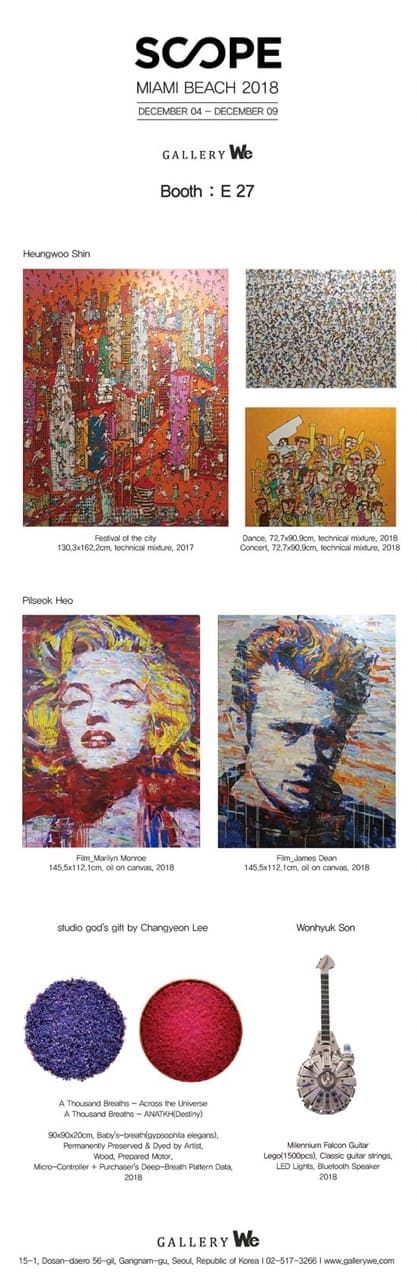 SCOPE
MIAMI BEACH 2018
DECEMBER 04 – DECEMBER 09
GALLERY We
Booth : E 27
Heungwoo Shin
Festival of the city
130,3x162,2cm, technical mixture, 2017
Dance, 72,7x90,9cm, technical mixture, 2018
Concert, 72,7x90,9cm, technical mixture, 2018
Pilseok Heo
Film_Marilyn Monroe
145,5x112,1cm, oil on canvas, 2018
Film_James Dean
145,5x112,1cm, oil on canvas, 2018
studio god's gift by Changyeon Lee
A Thousand Breaths – Across the Universe
A Thousand Breaths – ANATKH(Destiny)
90x90x20cm, Baby's-breath(gypsophila elegans),
Permanently Preserved & Dyed by Artist,
Wood, Prepared Motor,
Micro-Controller + Purchaser's Deep-Breath Pattern Data,
2018
Wonhyuk Son
Milennium Falcon Guitar
Lego(1500pcs), Classic guitar strings,
LED Lights, Bluetooth Speaker
2018
GALLERY We
15-1, Dosan-daero 56-gil, Gangnam-gu, Seoul, Republic of Korea I 02-517-3266 I www,gallerywe,com